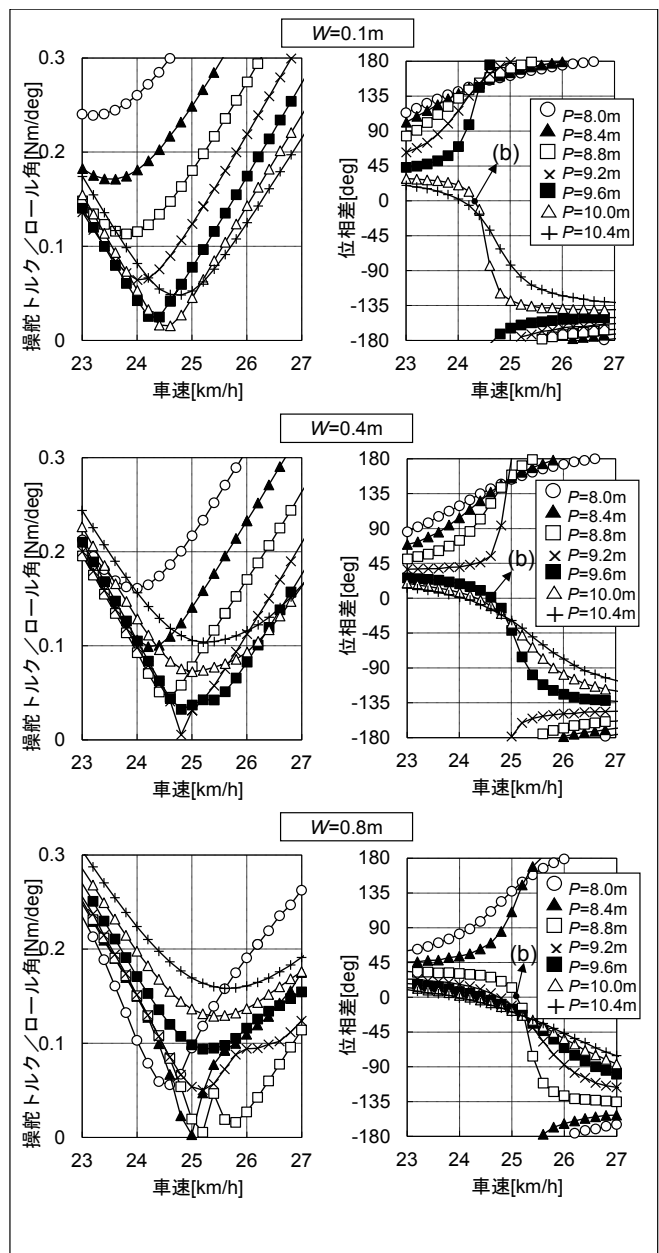 W=0.1m
操舵トルク／ロール角[Nm/deg]
0.3
0.2
0.1
0
23 24 25 26 27
車速[km/h]
位相差[deg]
180
135
90
45
0
-45
-90
-135
-180
23 24 25 26 27
車速[km/h]
(b)
P=8.0m
P=8.4m
P=8.8m
P=9.2m
P=9.6m
P=10.0m
P=10.4m
W=0.4m
操舵トルク／ロール角[Nm/deg]
0.3
0.2
0.1
0
23 24 25 26 27
車速[km/h]
位相差[deg]
180
135
90
45
0
-45
-90
-135
-180
23 24 25 26 27
車速[km/h]
(b)
P=8.0m
P=8.4m
P=8.8m
P=9.2m
P=9.6m
P=10.0m
P=10.4m
W=0.8m
操舵トルク／ロール角[Nm/deg]
0.3
0.2
0.1
0
23 24 25 26 27
車速[km/h]
位相差[deg]
180
135
90
45
0
-45
-90
-135
-180
23 24 25 26 27
車速[km/h]
(b)
P=8.0m
P=8.4m
P=8.8m
P=9.2m
P=9.6m
P=10.0m
P=10.4m